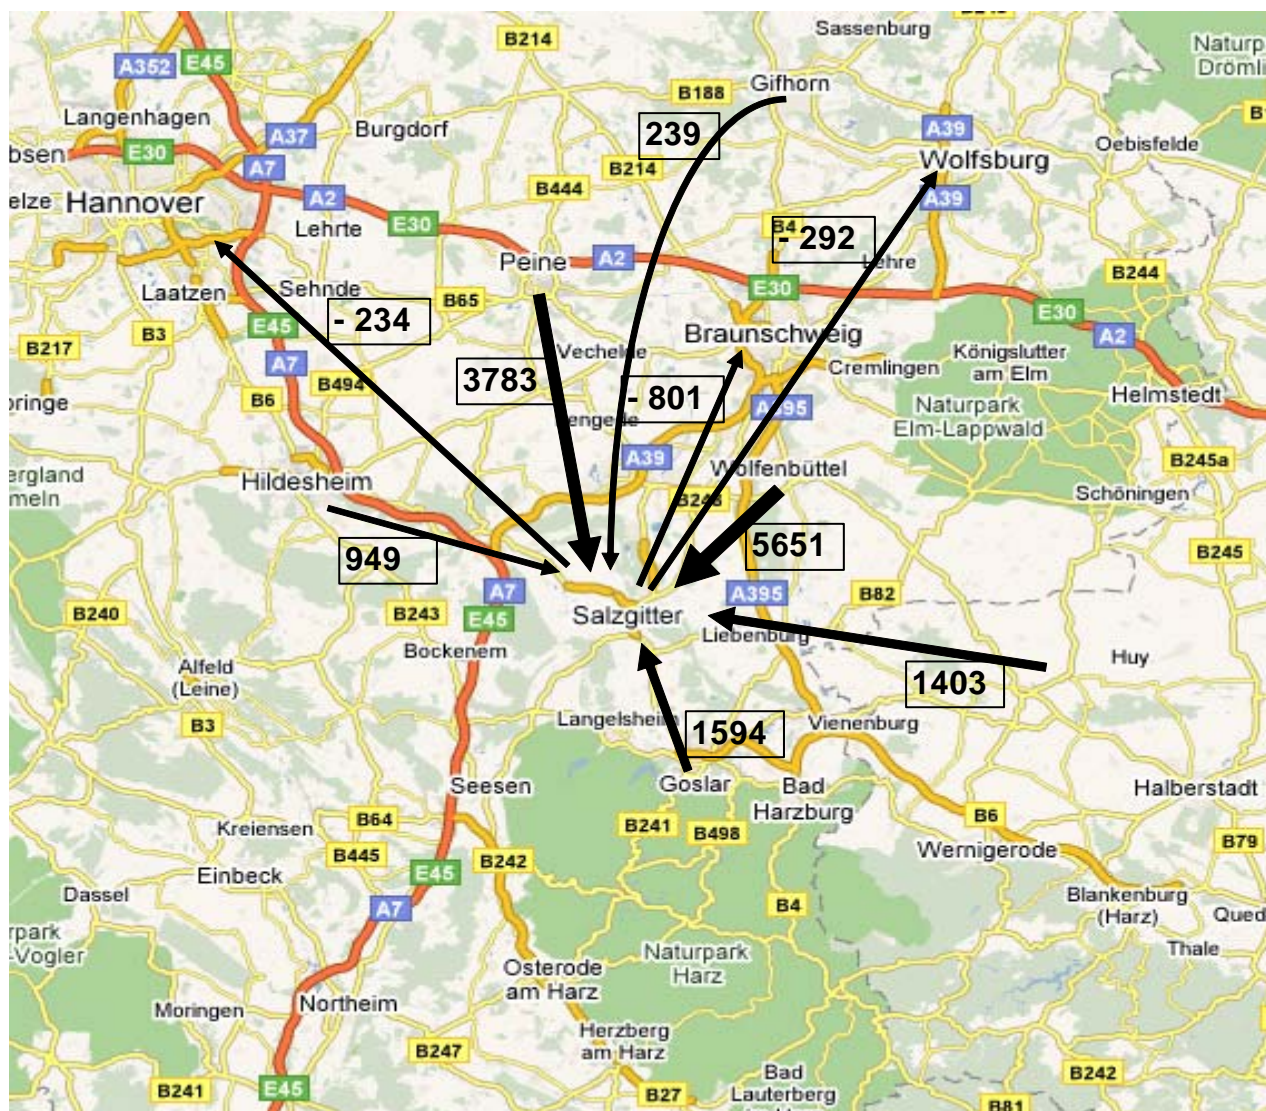 B214
Sassenburg
Naturp
Drömli
A352
E45
Gifhorn
B188
Langenhagen
A37
Burgdorf
239
A39
Oebisfelde
bsen
E30
A7
B214
Wolfsburg
elze
Hannover
A2
B444
A39
Lehrte
E30
B4
- 292
Peine
A2
Lehre
B244
Laatzen
Sehnde
B65
E30
E30
B3
E45
- 234
Braunschweig
A2
B217
A7
Vechelde
Königslutter
am Elm
Cremlingen
B494
3783
- 801
Helmstedt
oringe
B6
Naturpark
Elm-Lappwald
ergland
meln
A39
Wolfenbüttel
B245a
Hildesheim
B248
Schöningen
949
5651
B245
A7
A395
B82
B240
B243
E45
Salzgitter
Liebenburg
Bockenem
Huy
Alfeld
(Leine)
1403
B3
Langelsheim
1594
Vienenburg
Seesen
Goslar
Bad
Harzburg
Halberstadt
B64
B241
B498
B6
Kreiensen
B445
B242
Wernigerode
B79
Einbeck
E45
Dassel
A7
B4
Blankenburg
(Harz)
Qued
rpark
-Vogler
Naturpark
Harz
Thale
Osterode
am Harz
Moringen
Northeim
Herzberg
am Harz
B247
B241
E45
B27
Bad
Lauterberg
B242
B81